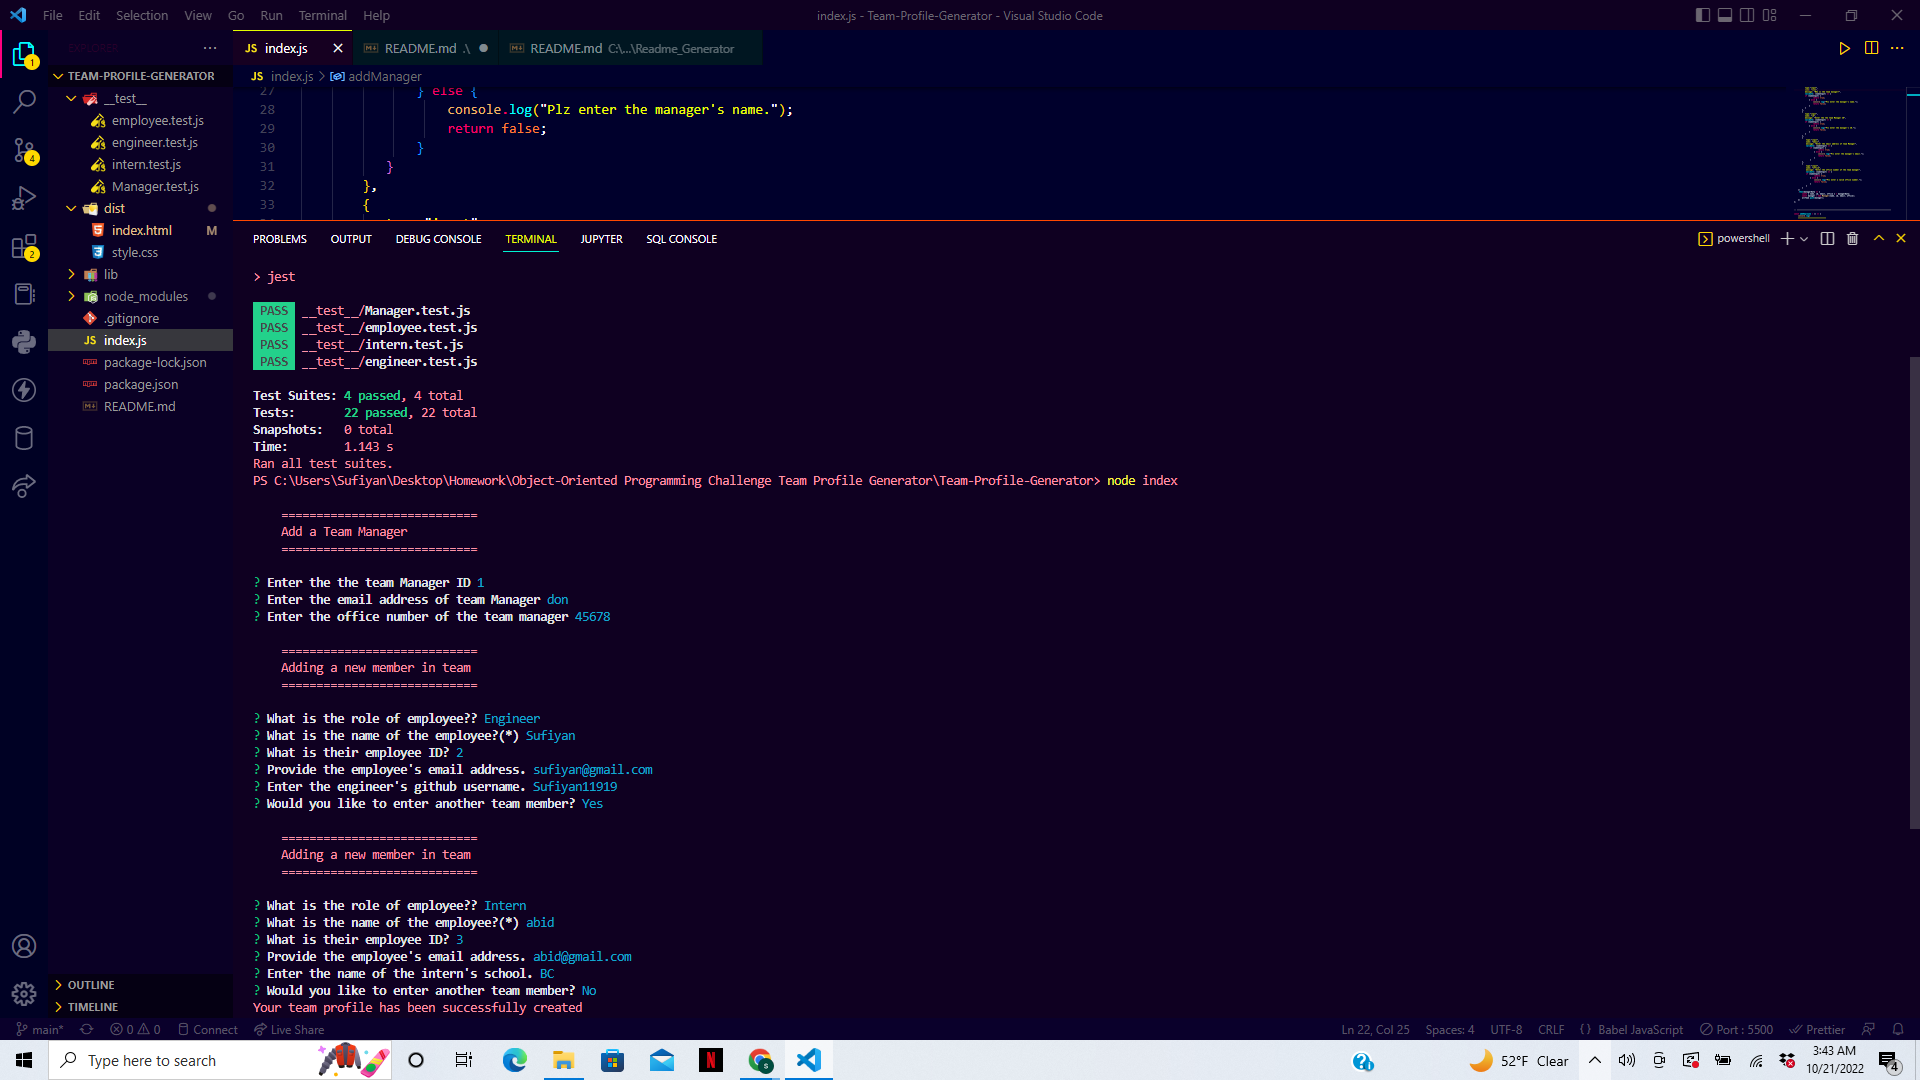 File Edit Selection View Go Run Terminal Help
index.js - Team-Profile-Generator - Visual Studio Code
EXPLORER
TEAM-PROFILE-GENERATOR
__test__
employee.test.js
engineer.test.js
intern.test.js
Manager.test.js
dist
index.html M
style.css
lib
node_modules
.gitignore
JS index.js
package-lock.json
package.json
README.md
OUTLINE
TIMELINE
1
4
2
JS index.js
README.md .\
README.md C:\...\Readme_Generator
JS index.js > addManager
27 } else {
28 console.log("Plz enter the manager's name.");
29 return false;
30 }
31 }
32 },
33 {
PROBLEMS OUTPUT DEBUG CONSOLE TERMINAL JUPYTER SQL CONSOLE
powershell
> jest
PASS __test__/Manager.test.js
PASS __test__/employee.test.js
PASS __test__/intern.test.js
PASS __test__/engineer.test.js
Test Suites: 4 passed, 4 total
Tests: 22 passed, 22 total
Snapshots: 0 total
Time: 1.143 s
Ran all test suites.
PS C:\Users\Sufiyan\Desktop\Homework\Object-Oriented Programming Challenge Team Profile Generator\Team-Profile-Generator> node index
============================
Add a Team Manager
============================
? Enter the the team Manager ID 1
? Enter the email address of team Manager don
? Enter the office number of the team manager 45678
============================
Adding a new member in team
============================
? What is the role of employee?? Engineer
? What is the name of the employee?(*) Sufiyan
? What is their employee ID? 2
? Provide the employee's email address. sufiyan@gmail.com
? Enter the engineer's github username. Sufiyan11919
? Would you like to enter another team member? Yes
============================
Adding a new member in team
============================
? What is the role of employee?? Intern
? What is the name of the employee?(*) abid
? What is their employee ID? 3
? Provide the employee's email address. abid@gmail.com
? Enter the name of the intern's school. BC
? Would you like to enter another team member? No
Your team profile has been successfully created
main* 0 0 Connect Live Share
Ln 22, Col 25 Spaces: 4 UTF-8 CRLF {} Babel JavaScript Port : 5500 Prettier
Type here to search
52°F Clear
3:43 AM
10/21/2022
4